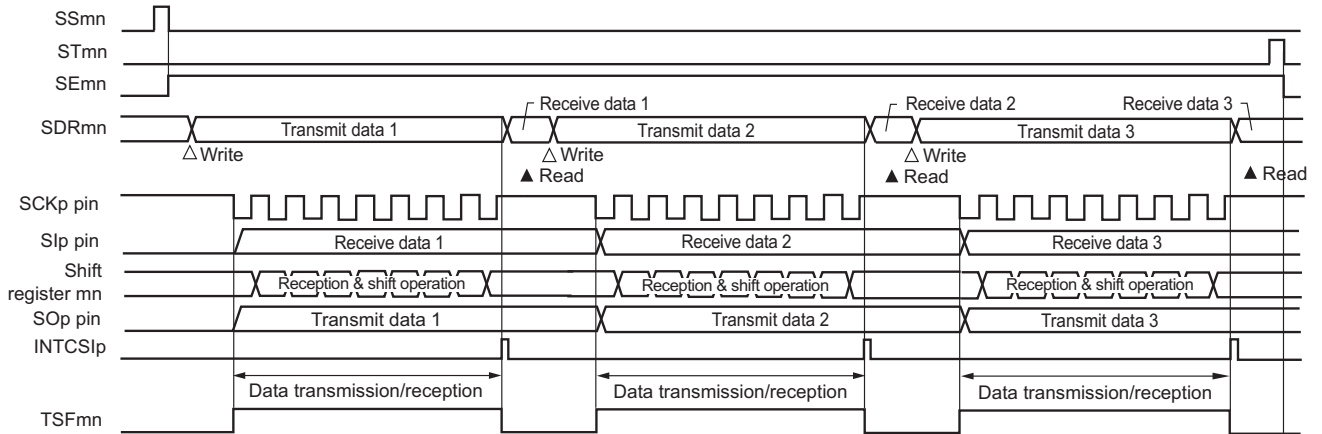 SSmn
STmn
SEmn
Receive data 1
Receive data 2
Receive data 3
SDRmn
Transmit data 1
Transmit data 2
Transmit data 3
△ Write
△ Write
△ Write
▲ Read
▲ Read
▲ Read
SCKp pin
SIp pin
Receive data 1
Receive data 2
Receive data 3
Shift
register mn
Reception & shift operation
Reception & shift operation
Reception & shift operation
SOp pin
Transmit data 1
Transmit data 2
Transmit data 3
INTCSIp
Data transmission/reception
Data transmission/reception
Data transmission/reception
TSFmn